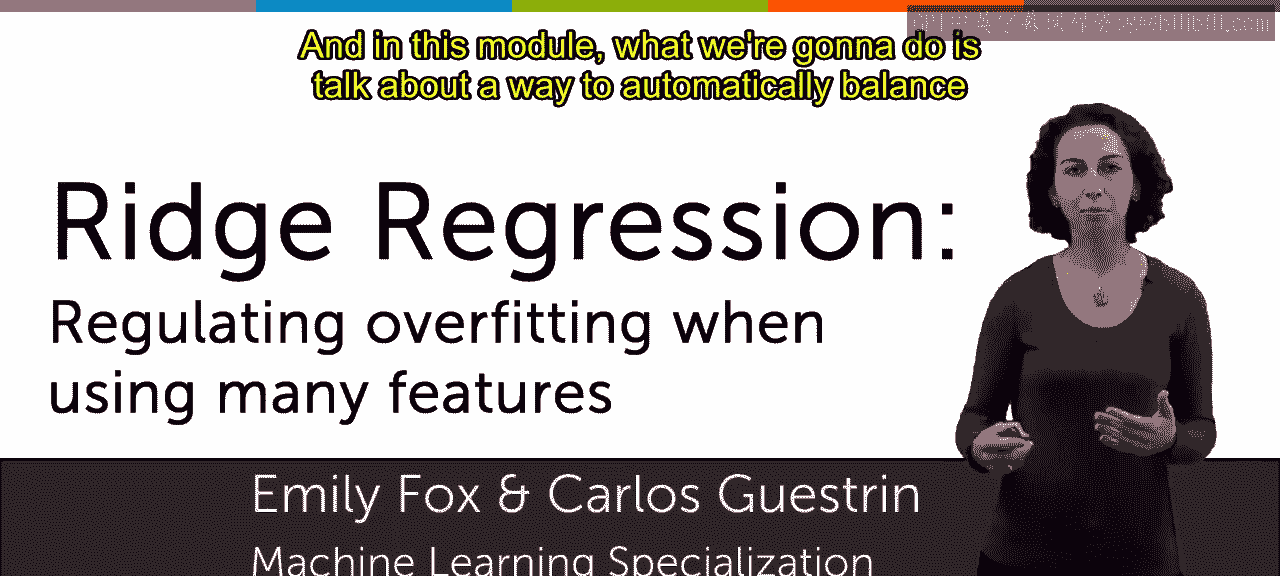 And in this module, what we're gonna do is
talk about a way to automatically balance
Ridge Regression:
Regulating overfitting when
using many features
Emily Fox & Carlos Guestrin
Machine Learning Specialization